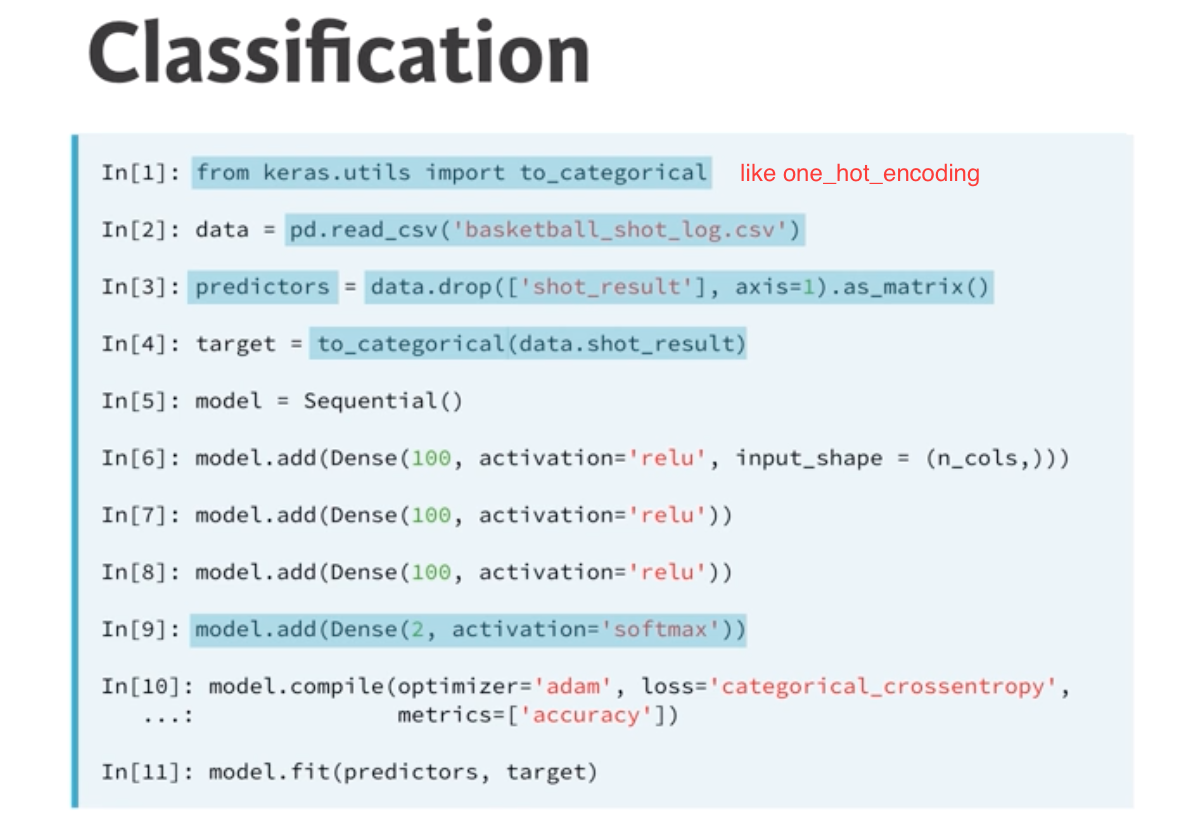 Classification
In[1]: from keras.utils import to_categorical like one_hot_encoding
In[2]: data = pd.read_csv('basketball_shot_log.csv')
In[3]: predictors = data.drop(['shot_result'], axis=1).as_matrix()
In[4]: target = to_categorical(data.shot_result)
In[5]: model = Sequential()
In[6]: model.add(Dense(100, activation='relu', input_shape = (n_cols,)))
In[7]: model.add(Dense(100, activation='relu'))
In[8]: model.add(Dense(100, activation='relu'))
In[9]: model.add(Dense(2, activation='softmax'))
In[10]: model.compile(optimizer='adam', loss='categorical_crossentropy',
...: metrics=['accuracy'])
In[11]: model.fit(predictors, target)